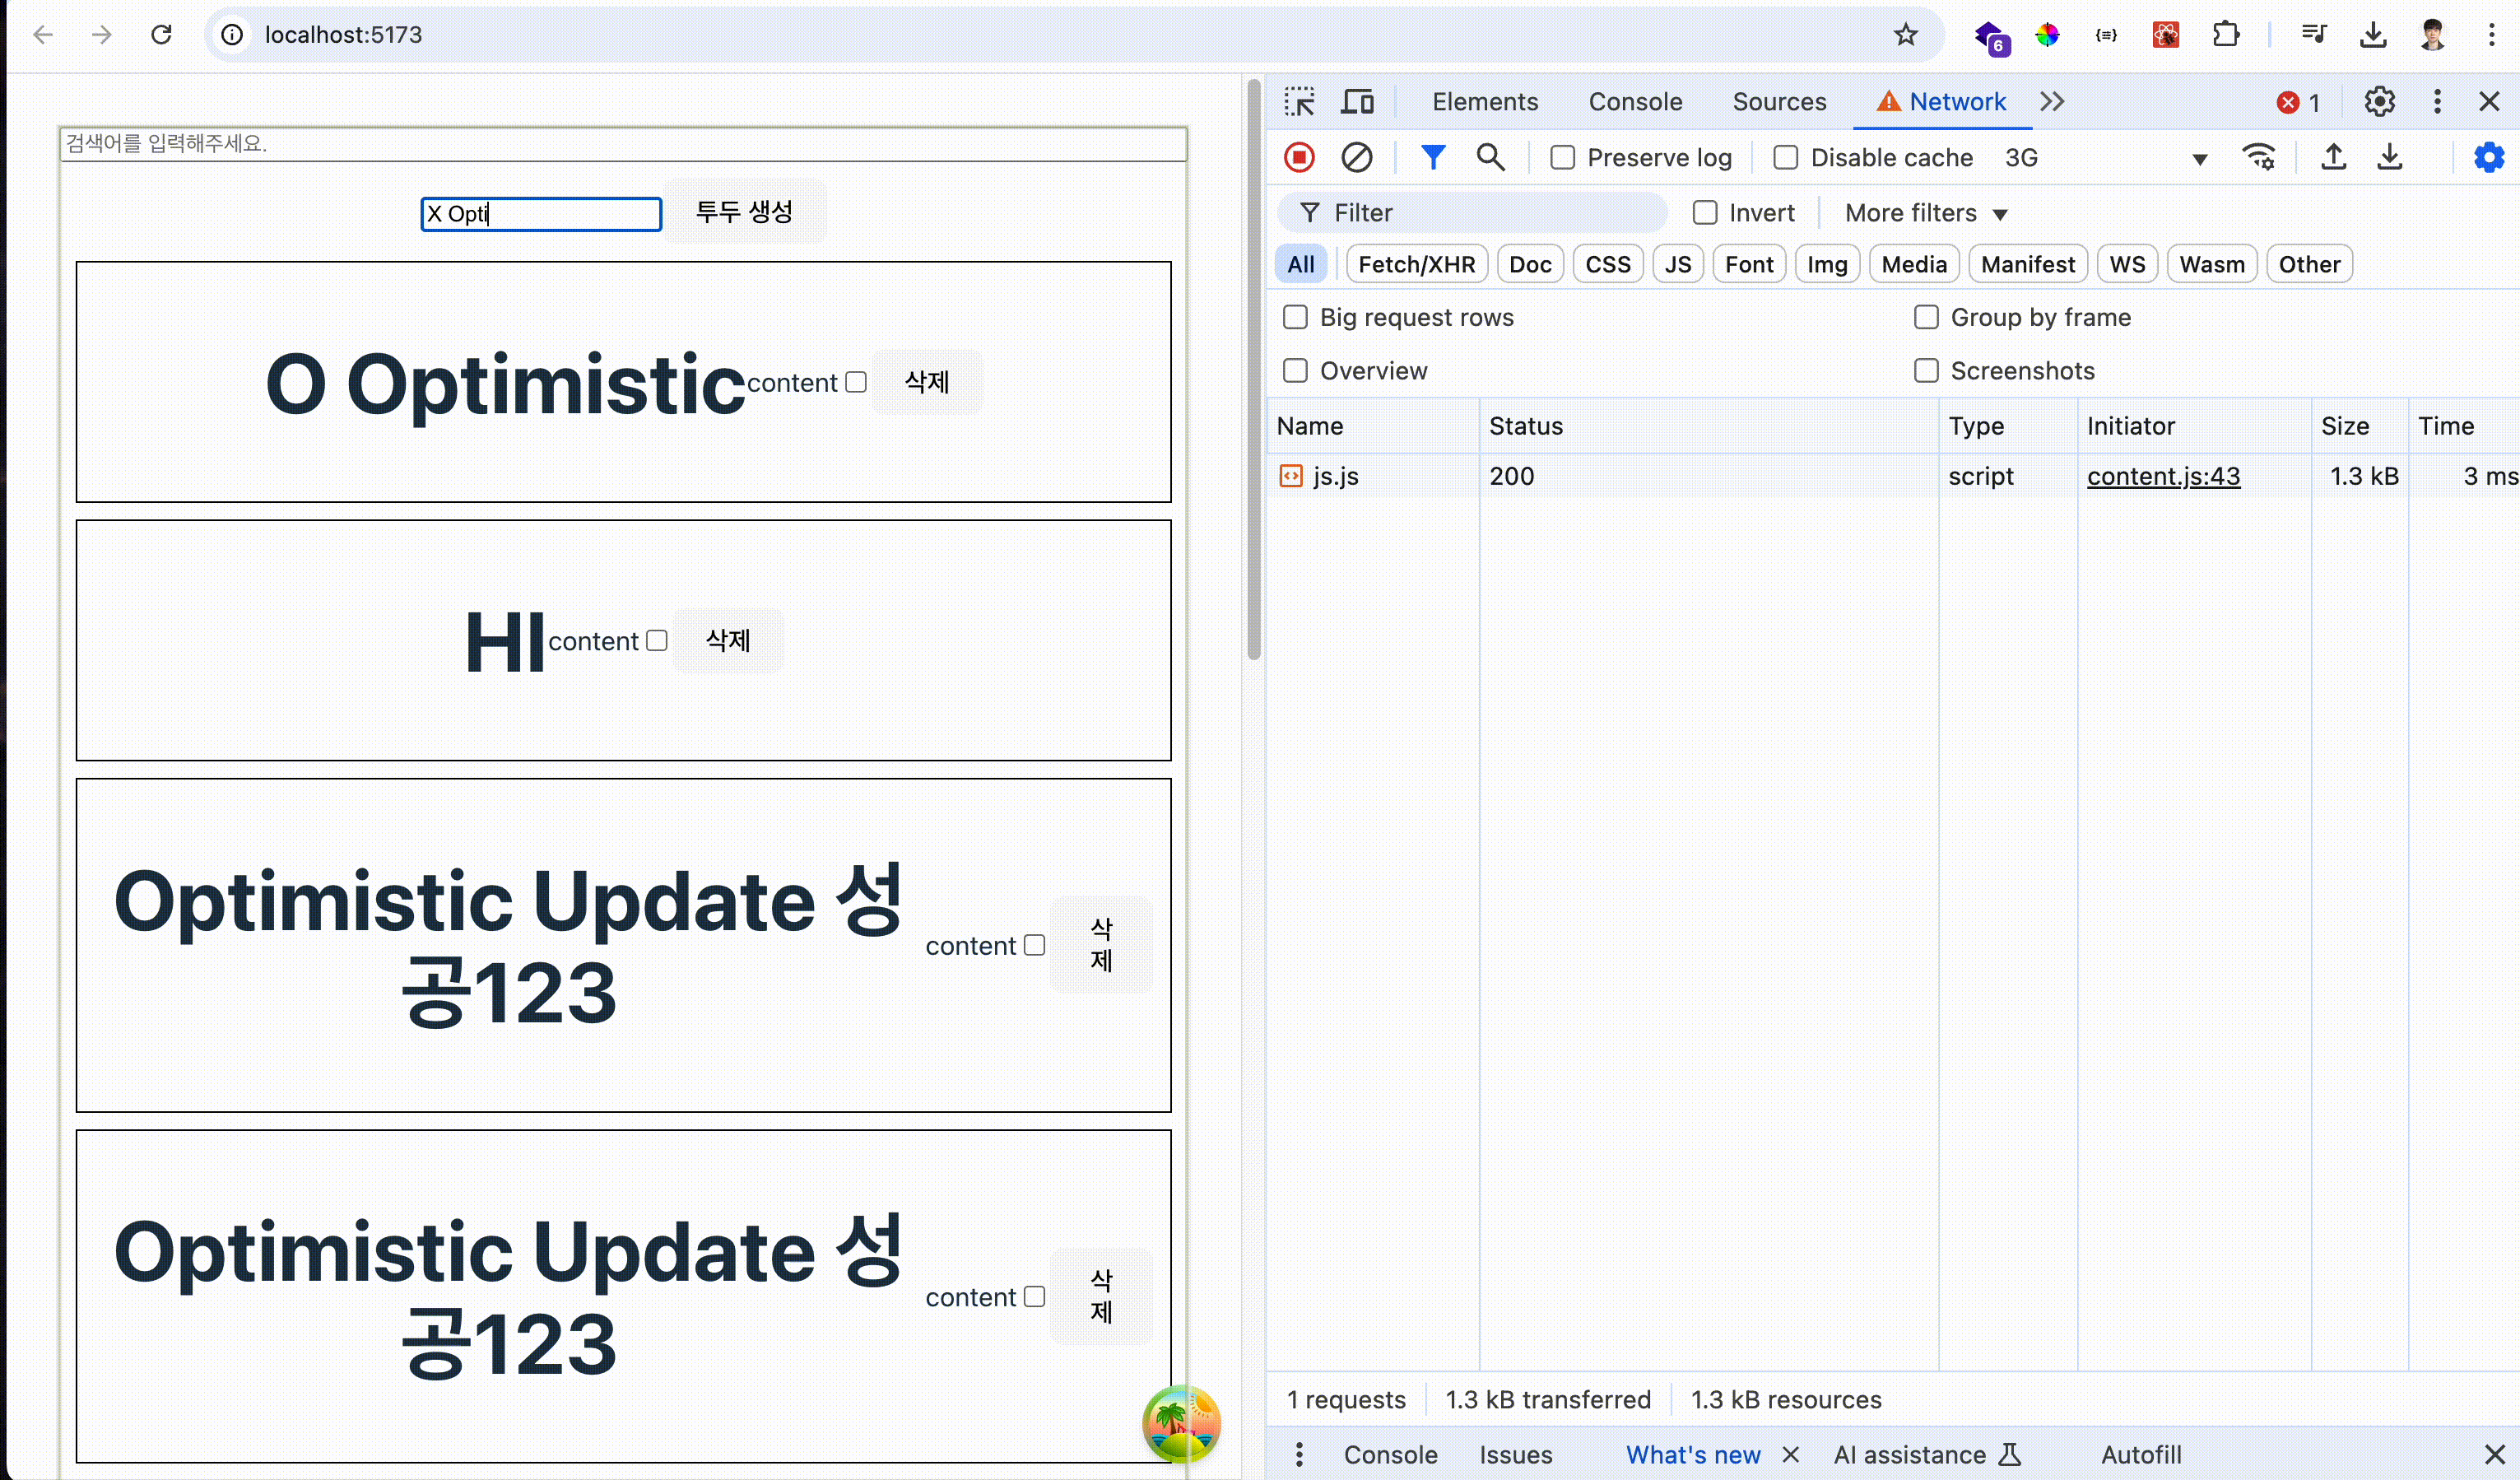 localhost:5173
6
Elements
Console
Sources
Network
1
Preserve log
Disable cache
3G
Filter
Invert
More filters
All
Fetch/XHR
Doc
CSS
JS
Font
Img
Media
Manifest
WS
Wasm
Other
Big request rows
Group by frame
Overview
Screenshots
Name
Status
Type
Initiator
Size
Time
js.js
200
script
content.js:43
1.3 kB
3 ms
1 requests
1.3 kB transferred
1.3 kB resources
Console
Issues
What's new
AI assistance
Autofill
검색어를 입력해주세요.
X Opti
투두 생성
O Optimistic
content
삭제
HI
content
삭제
Optimistic Update 성
공123
content
삭
제
Optimistic Update 성
공123
content
삭
제